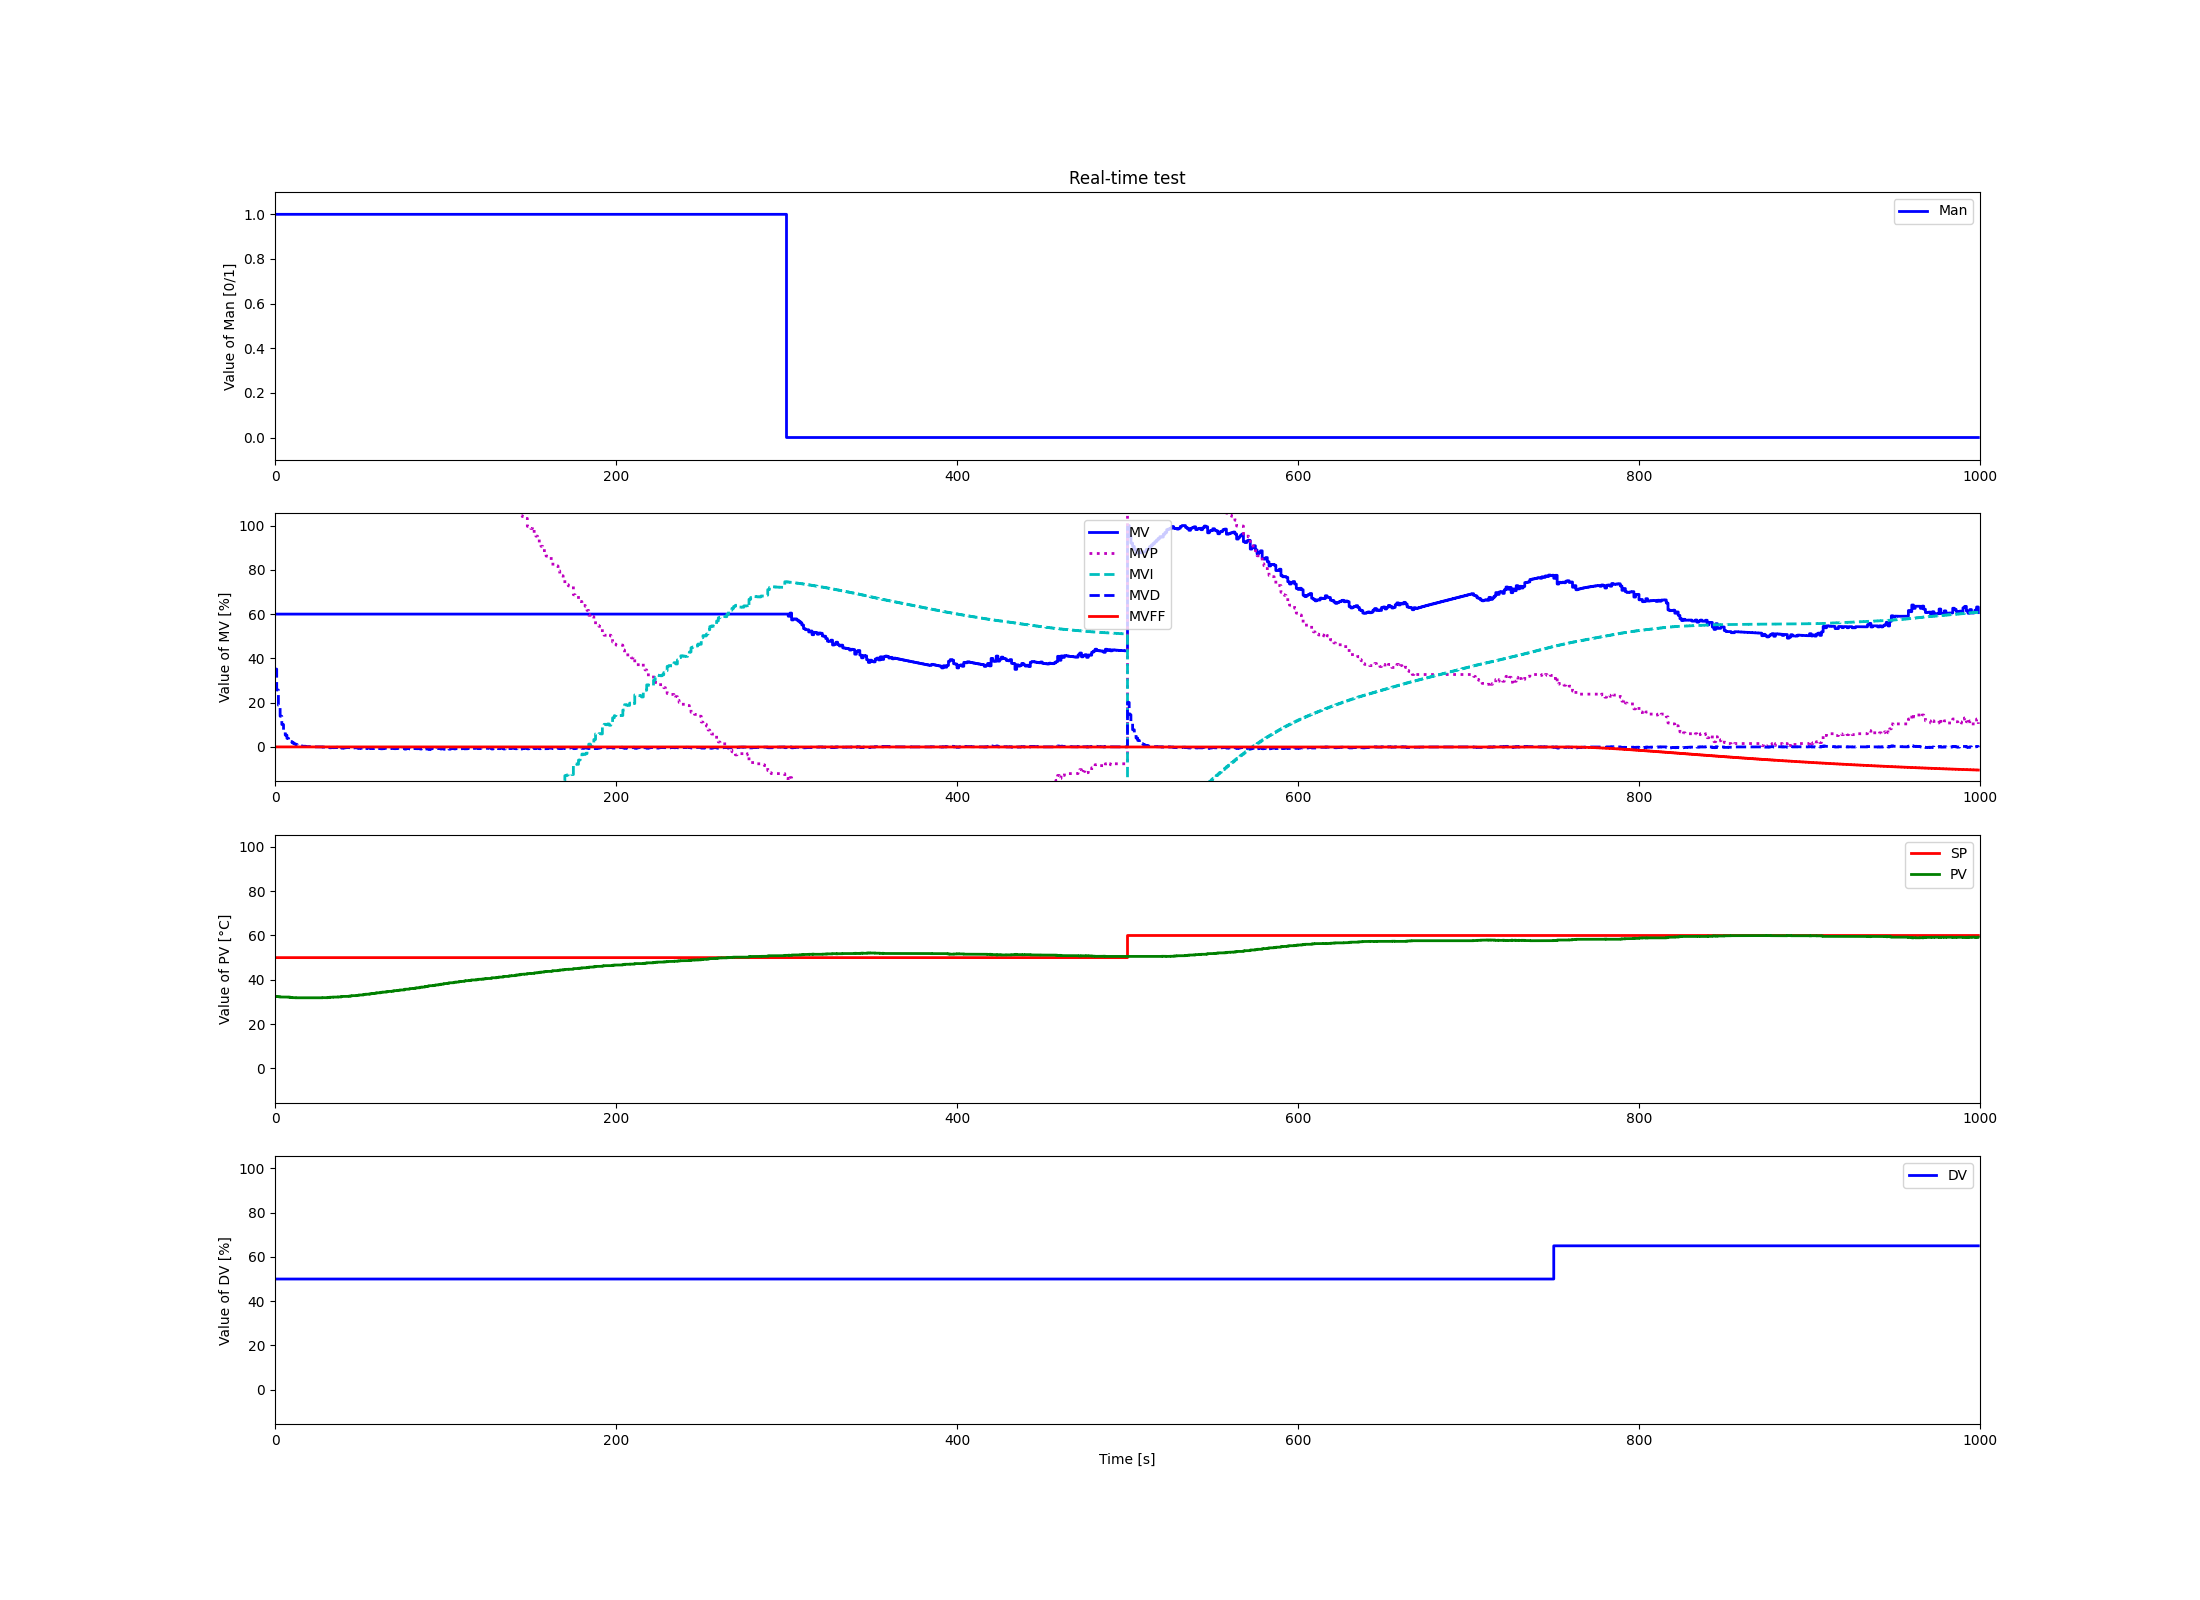 Real-time test
Value of Man [0/1]
1.0
0.8
0.6
0.4
0.2
0.0
Man
0 200 400 600 800 1000
Value of MV [%]
100
80
60
40
20
0
MV
MVP
MVI
MVD
MVFF
0 200 400 600 800 1000
Value of PV [°C]
100
80
60
40
20
0
SP
PV
0 200 400 600 800 1000
Value of DV [%]
100
80
60
40
20
0
DV
0 200 400 600 800 1000
Time [s]